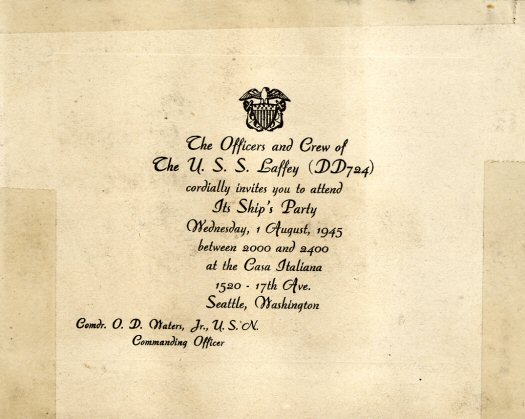 The Officers and Crew of
The U. S. S. Laffey (DD724)
cordially invites you to attend
Its Ship's Party
Wednesday, 1 August, 1945
between 2000 and 2400
at the Casa Italiana
1520 - 17th Ave.
Seattle, Washington
Comdr. O. D. Waters, Jr., U. S. N.
Commanding Officer